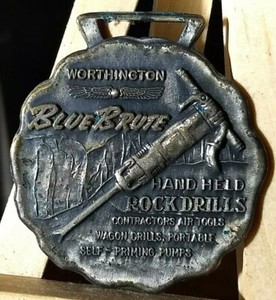 WORTHINGTON
BLUE BRUTE
HAND HELD
ROCK DRILLS
CONTRACTORS AIR TOOLS
WAGON DRILLS, PORTABLE
SELF-PRIMING PUMPS